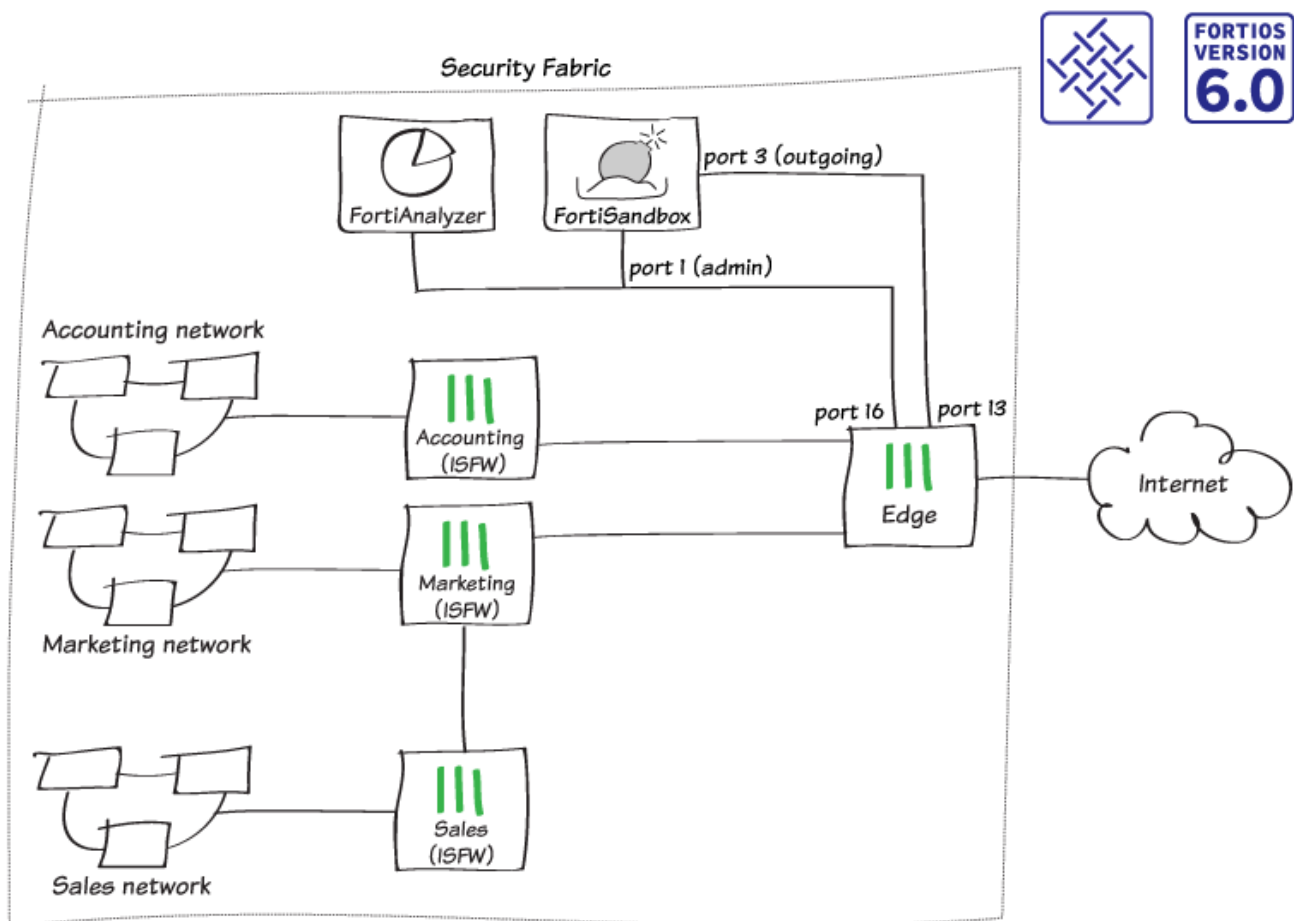 FORTIOS
VERSION
6.0
Security Fabric
FortiAnalyzer
FortiSandbox
port 3 (outgoing)
port 1 (admin)
Accounting network
Accounting
(ISFW)
port 16
port 13
Edge
Internet
Marketing
(ISFW)
Marketing network
Sales
(ISFW)
Sales network